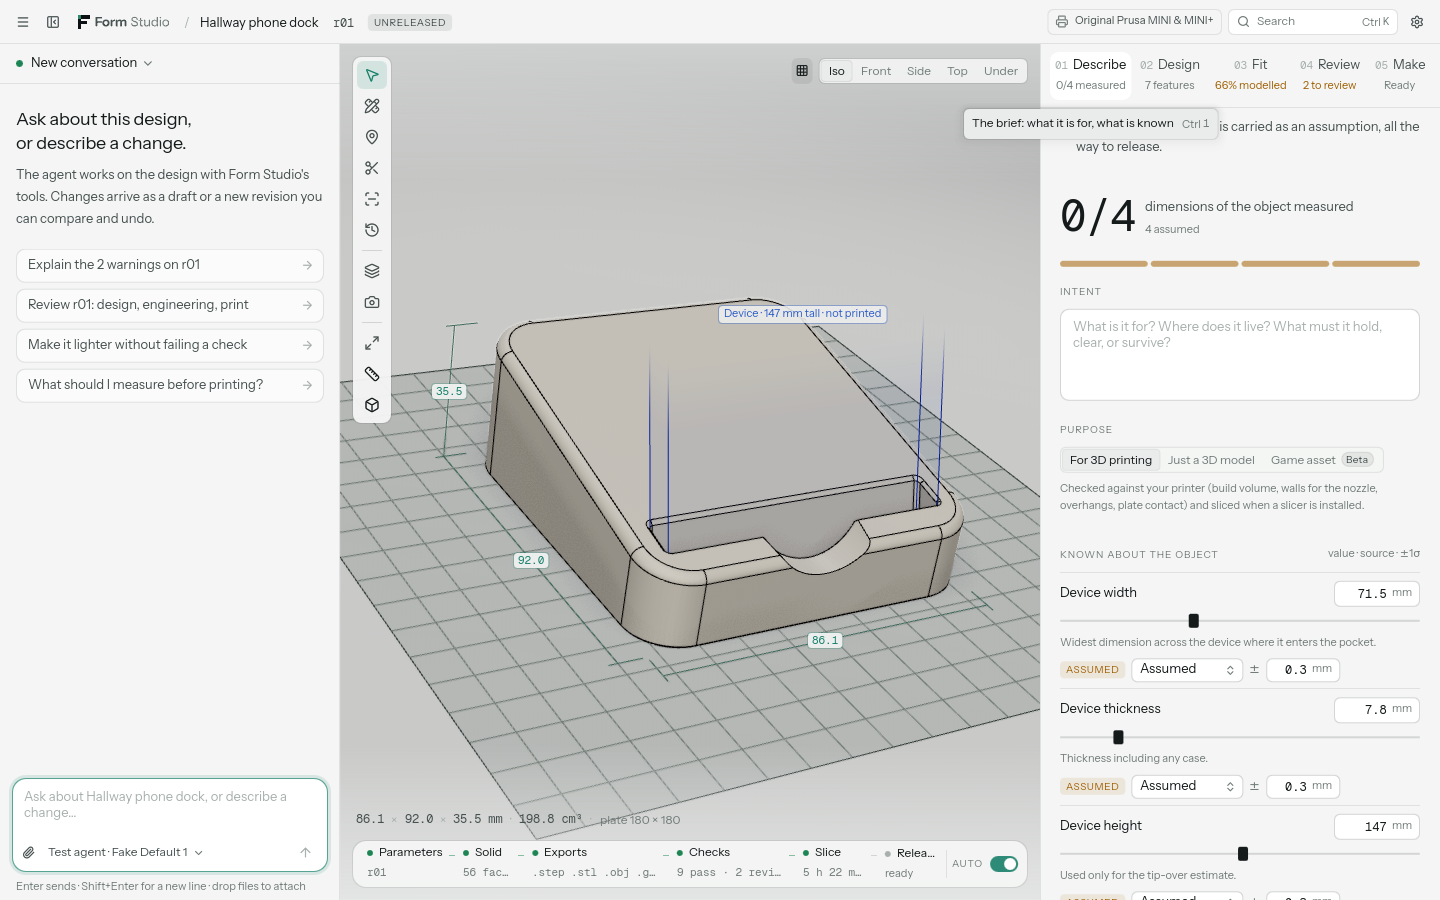 Form Studio / Hallway phone dock r01 UNRELEASED
Original Prusa MINI & MINI+
Search Ctrl K
New conversation
Ask about this design,
or describe a change.
The agent works on the design with Form Studio's
tools. Changes arrive as a draft or a new revision you
can compare and undo.
Explain the 2 warnings on r01
Review r01: design, engineering, print
Make it lighter without failing a check
What should I measure before printing?
Ask about Hallway phone dock, or describe a
change…
Test agent · Fake Default 1
Enter sends · Shift+Enter for a new line · drop files to attach
Iso Front Side Top Under
Device · 147 mm tall · not printed
35.5
92.0
86.1
86.1 × 92.0 × 35.5 mm · 198.8 cm³ · plate 180 × 180
Parameters
r01
Solid
56 fac…
Exports
.step .stl .obj .g…
Checks
9 pass · 2 revi…
Slice
5 h 22 m…
Relea…
ready
AUTO
01 Describe
0/4 measured
02 Design
7 features
03 Fit
66% modelled
04 Review
2 to review
05 Make
Ready
The brief: what it is for, what is known Ctrl 1
is carried as an assumption, all the
way to release.
0/4
dimensions of the object measured
4 assumed
INTENT
What is it for? Where does it live? What must it hold,
clear, or survive?
PURPOSE
For 3D printing Just a 3D model Game asset Beta
Checked against your printer (build volume, walls for the nozzle,
overhangs, plate contact) and sliced when a slicer is installed.
KNOWN ABOUT THE OBJECT value · source · ±1σ
Device width 71.5 mm
Widest dimension across the device where it enters the pocket.
ASSUMED Assumed ± 0.3 mm
Device thickness 7.8 mm
Thickness including any case.
ASSUMED Assumed ± 0.3 mm
Device height 147 mm
Used only for the tip-over estimate.